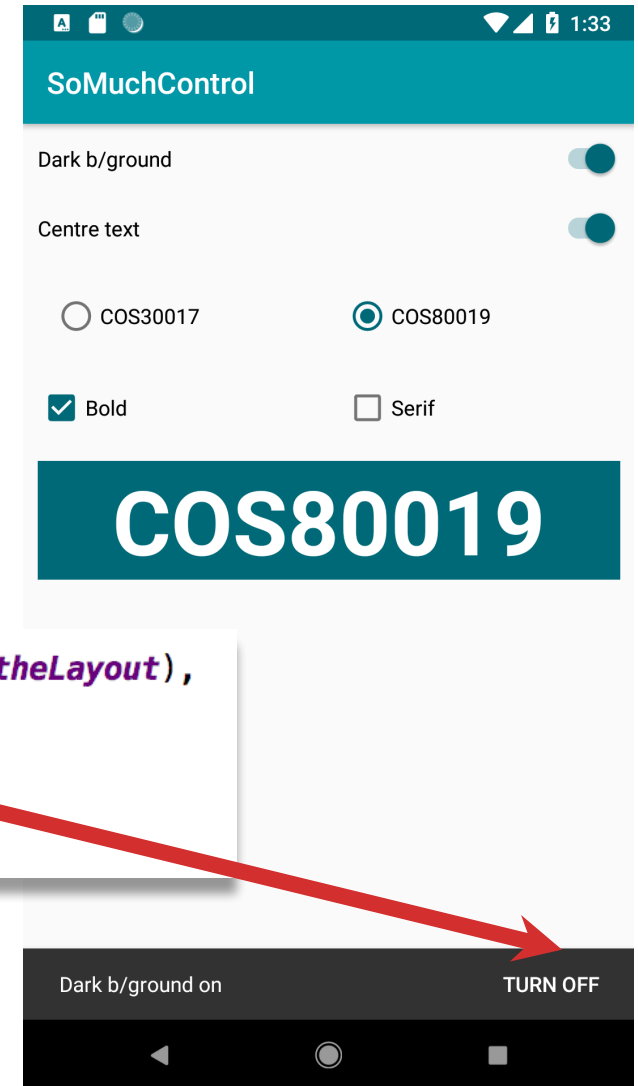 1:33
SoMuchControl
Dark b/ground
Centre text
COS30017 COS80019
Bold Serif
COS80019
theLayout),
Dark b/ground on TURN OFF